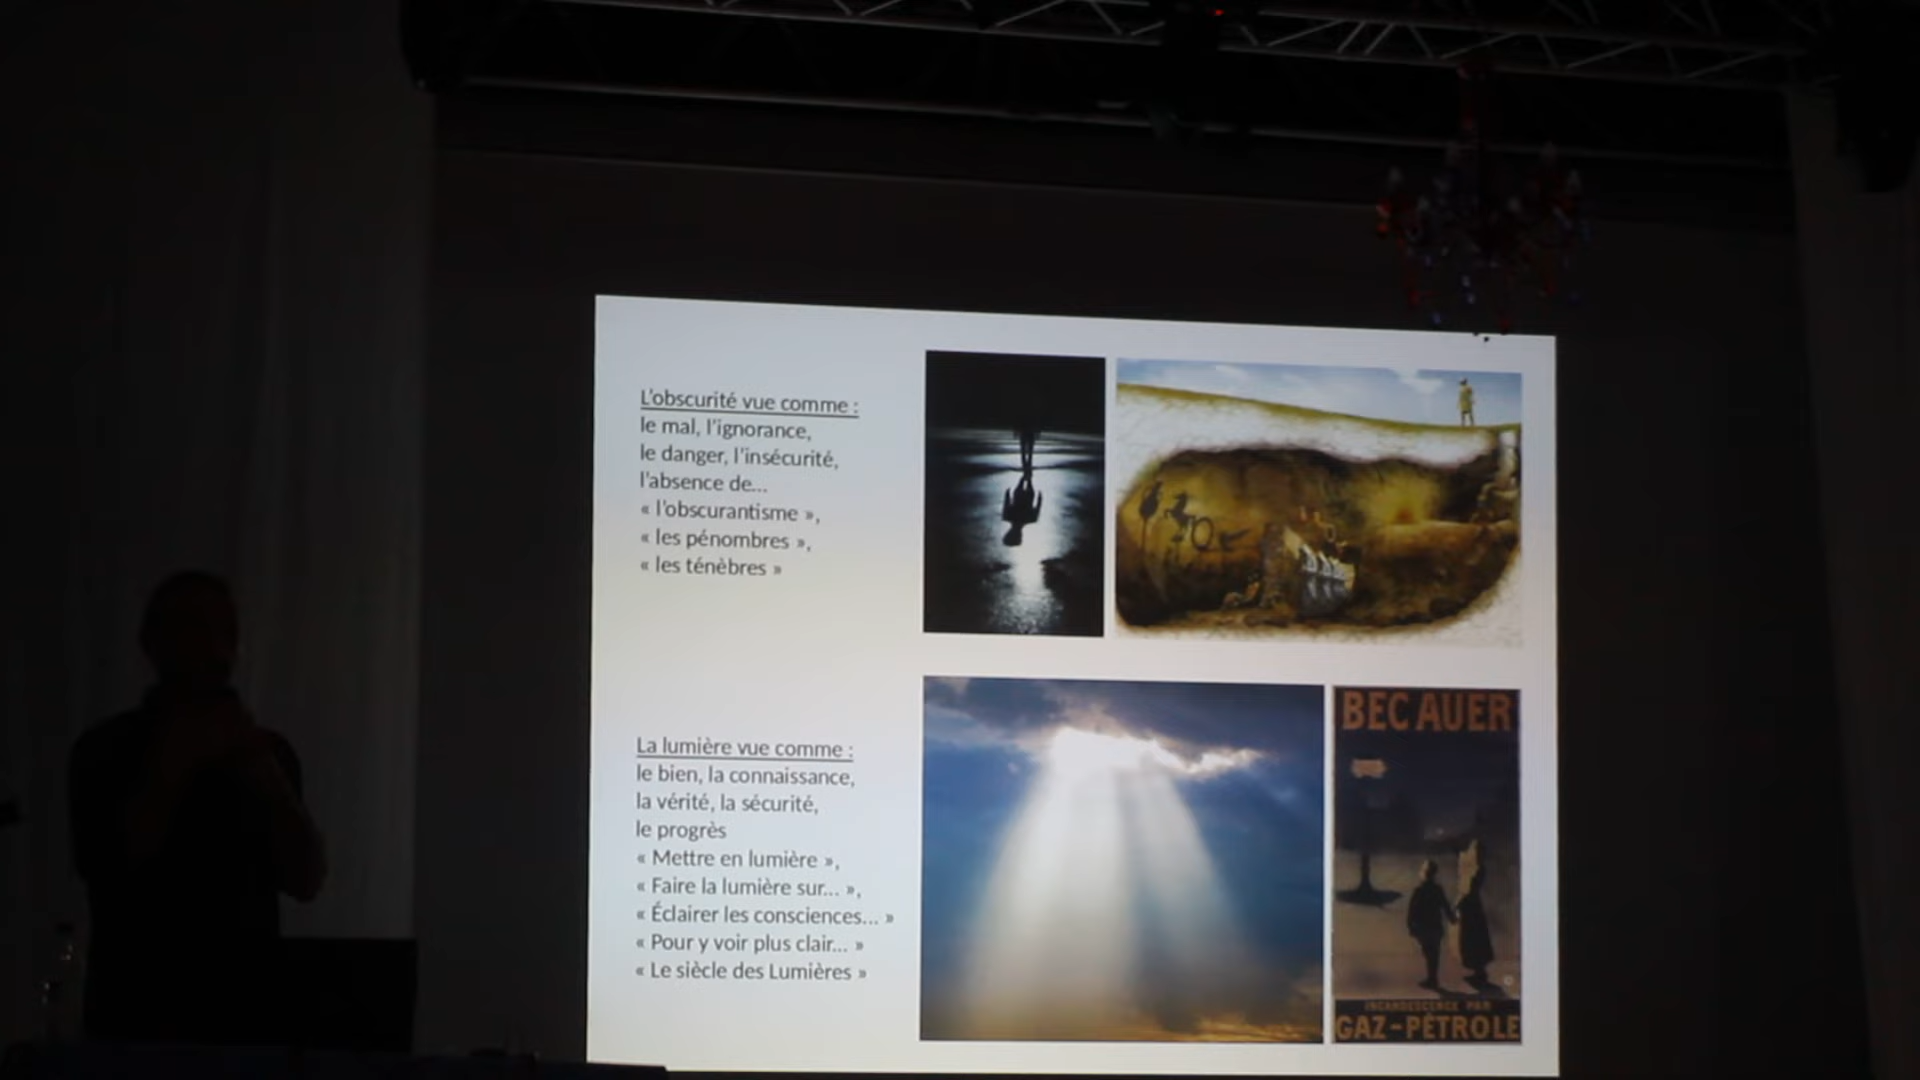 L'obscurité vue comme :
le mal, l'ignorance,
le danger, l'insécurité,
l'absence de...
« l'obscurantisme »,
« les pénombres »,
« les ténèbres »
La lumière vue comme :
le bien, la connaissance,
la vérité, la sécurité,
le progrès
« Mettre en lumière »,
« Faire la lumière sur... »,
« Éclairer les consciences... »
« Pour y voir plus clair... »
« Le siècle des Lumières »
BEC AUER
INCANDESCENCE PAR
GAZ-PÉTROLE